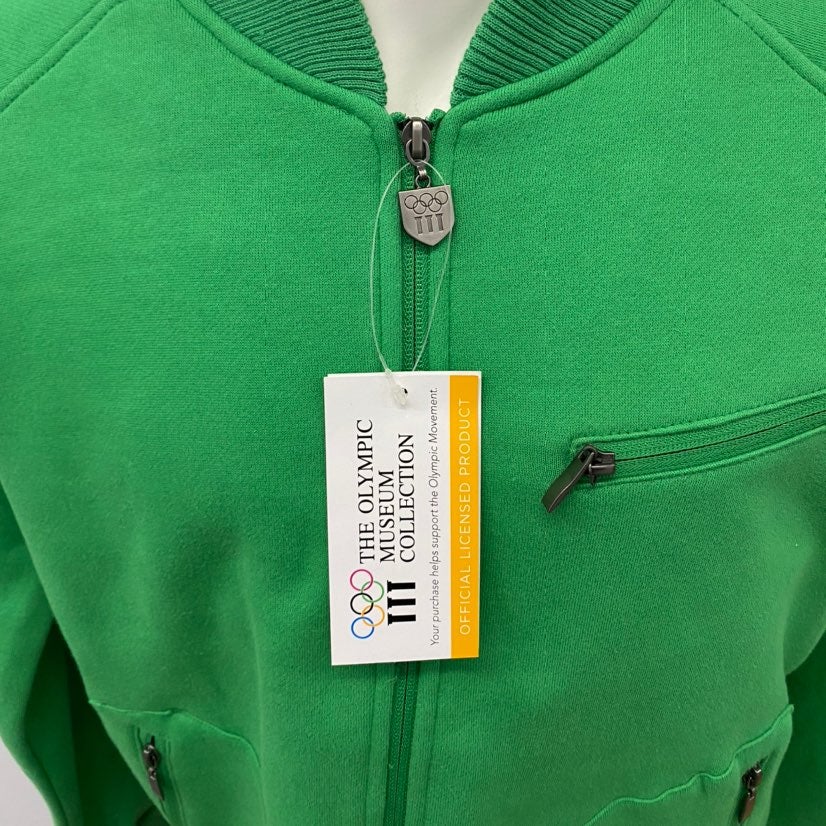 THE OLYMPIC
MUSEUM
COLLECTION
Your purchase helps support the Olympic Movement.
OFFICIAL LICENSED PRODUCT